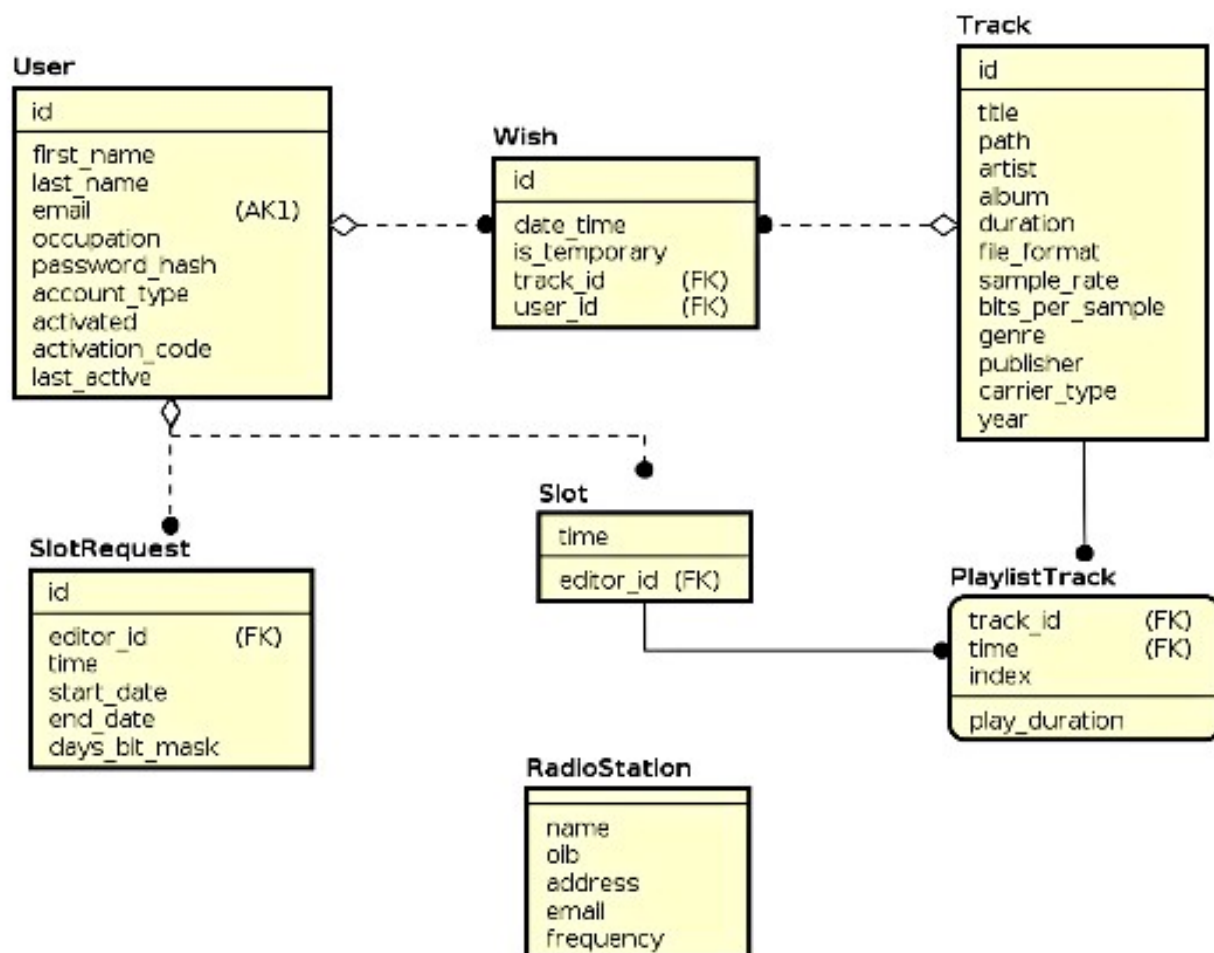 User
id
first_name
last_name
email (AK1)
occupation
password_hash
account_type
activated
activation_code
last_active
Wish
id
date_time
is_temporary
track_id (FK)
user_id (FK)
Track
id
title
path
artist
album
duration
file_format
sample_rate
bits_per_sample
genre
publisher
carrier_type
year
SlotRequest
id
editor_id (FK)
time
start_date
end_date
days_bit_mask
Slot
time
editor_id (FK)
PlaylistTrack
track_id (FK)
time (FK)
index
play_duration
RadioStation
name
oib
address
email
frequency